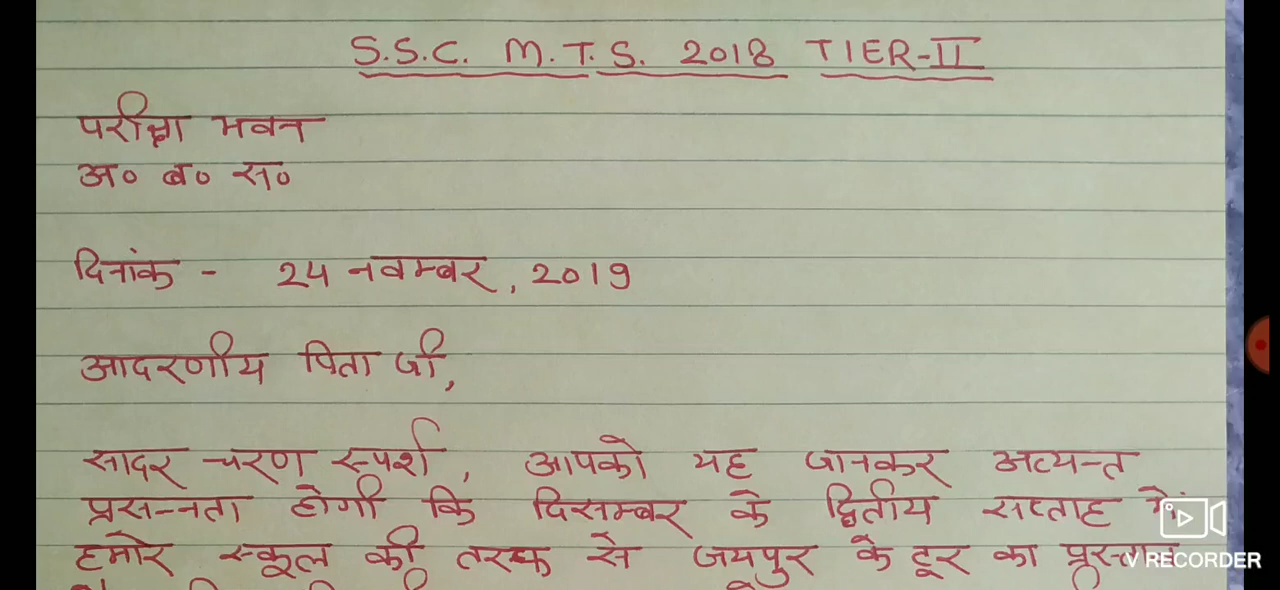 S.S.C. M.T.S. 2018 TIER-II
परीक्षा भवन
अ० ब० स०
दिनांक - 24 नवम्बर, 2019
आदरणीय पिता जी,
सादर चरण स्पर्श, आपको यह जानकर अत्यन्त
प्रसन्नता होगी कि दिसम्बर के द्वितीय सप्ताह में
हमारे स्कूल की तरफ से जयपुर के टूर का
V RECORDER